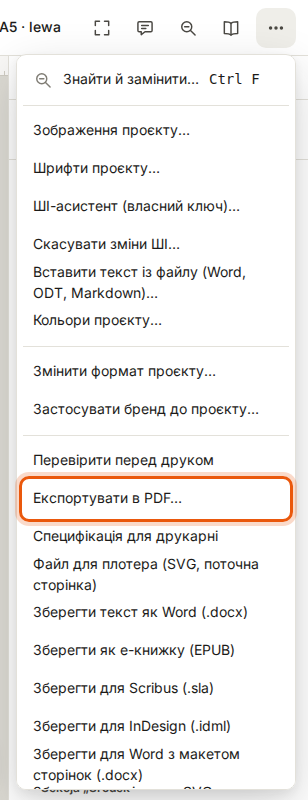 A5 · lewa
Знайти й замінити... Ctrl F
Зображення проєкту...
Шрифти проєкту...
ШІ-асистент (власний ключ)...
Скасувати зміни ШІ...
Вставити текст із файлу (Word,
ODT, Markdown)...
Кольори проєкту...
Змінити формат проєкту...
Застосувати бренд до проєкту...
Перевірити перед друком
Експортувати в PDF...
Специфікація для друкарні
Файл для плотера (SVG, поточна
сторінка)
Зберегти текст як Word (.docx)
Зберегти як е-книжку (EPUB)
Зберегти для Scribus (.sla)
Зберегти для InDesign (.idml)
Зберегти для Word з макетом
сторінок (.docx)